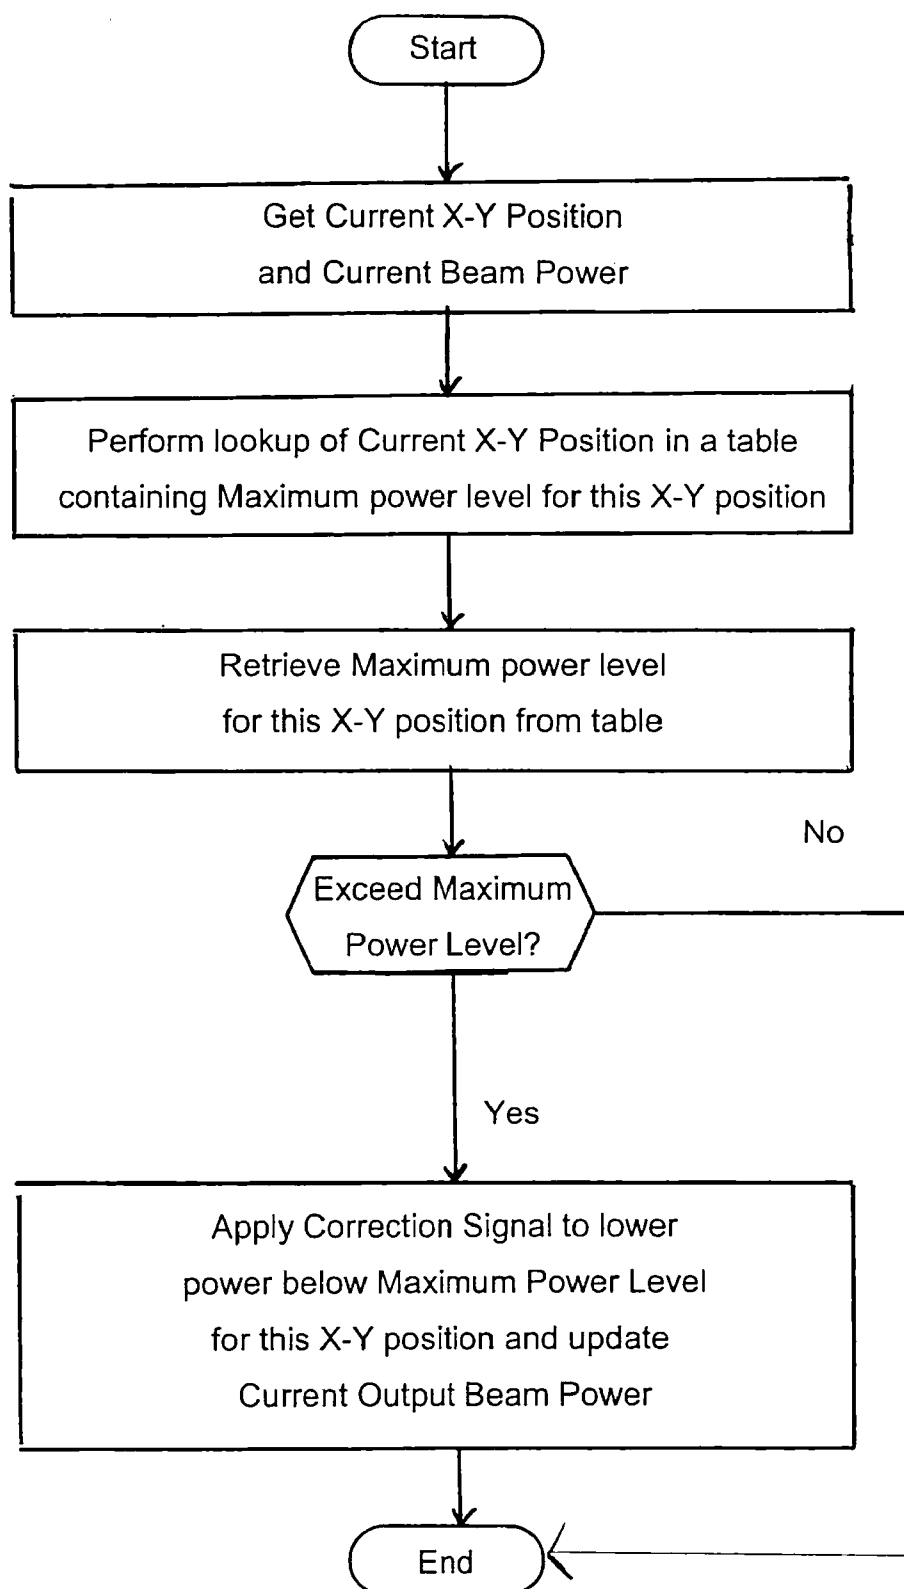 Start
Get Current X-Y Position
and Current Beam Power
Perform lookup of Current X-Y Position in a table
containing Maximum power level for this X-Y position
Retrieve Maximum power level
for this X-Y position from table
No
Exceed Maximum
Power Level?
Yes
Apply Correction Signal to lower
power below Maximum Power Level
for this X-Y position and update
Current Output Beam Power
End